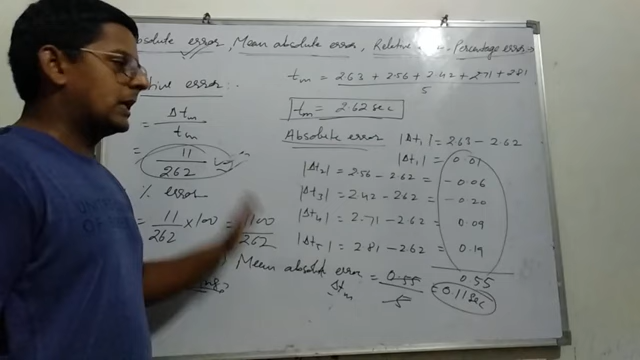 bsolute error, Mean absolute error, Relative Percentage error
tive error:-
= Δtm / tm
= 11 / 262
% error
= 11/262 × 100 = 1100/262
tm = 2.63 + 2.56 + 2.42 + 2.71 + 2.81 / 5
tm = 2.62 sec
Absolute error |Δt1| = 2.63 - 2.62
|Δt1| = 0.01
|Δt2| = 2.56 - 2.62 = -0.06
|Δt3| = 2.42 - 2.62 = -0.20
|Δt4| = 2.71 - 2.62 = 0.09
|Δt5| = 2.81 - 2.62 = 0.19
0.55
Mean absolute error = 0.55 / 5 = 0.11 sec
Δtm